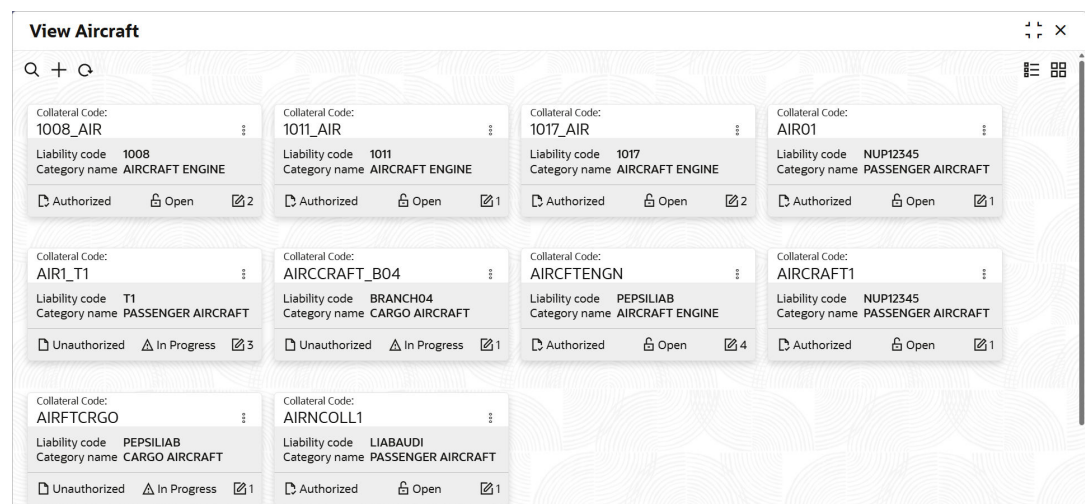 View Aircraft
Collateral Code:
1008_AIR
Liability code 1008
Category name AIRCRAFT ENGINE
Authorized Open 2
Collateral Code:
1011_AIR
Liability code 1011
Category name AIRCRAFT ENGINE
Authorized Open 1
Collateral Code:
1017_AIR
Liability code 1017
Category name AIRCRAFT ENGINE
Authorized Open 2
Collateral Code:
AIR01
Liability code NUP12345
Category name PASSENGER AIRCRAFT
Authorized Open 1
Collateral Code:
AIR1_T1
Liability code T1
Category name PASSENGER AIRCRAFT
Unauthorized In Progress 3
Collateral Code:
AIRCCRAFT_B04
Liability code BRANCH04
Category name CARGO AIRCRAFT
Unauthorized In Progress 1
Collateral Code:
AIRCFTENGN
Liability code PEPSILIAB
Category name AIRCRAFT ENGINE
Authorized Open 4
Collateral Code:
AIRCRAFT1
Liability code NUP12345
Category name PASSENGER AIRCRAFT
Authorized Open 1
Collateral Code:
AIRFTCRGO
Liability code PEPSILIAB
Category name CARGO AIRCRAFT
Unauthorized In Progress 1
Collateral Code:
AIRNCOLL1
Liability code LIABAUDI
Category name PASSENGER AIRCRAFT
Authorized Open 1